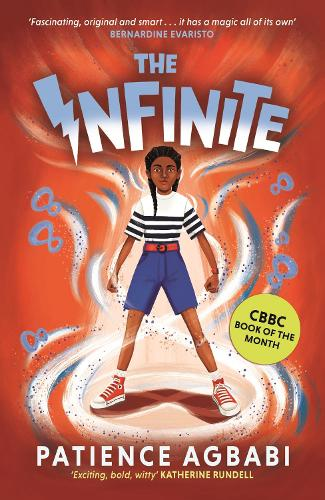 ‘Fascinating, original and smart . . . it has a magic all of its own’
BERNARDINE EVARISTO
THE
INFINITE
CBBC
BOOK OF THE
MONTH
PATIENCE AGBABI
‘Exciting, bold, witty’ KATHERINE RUNDELL